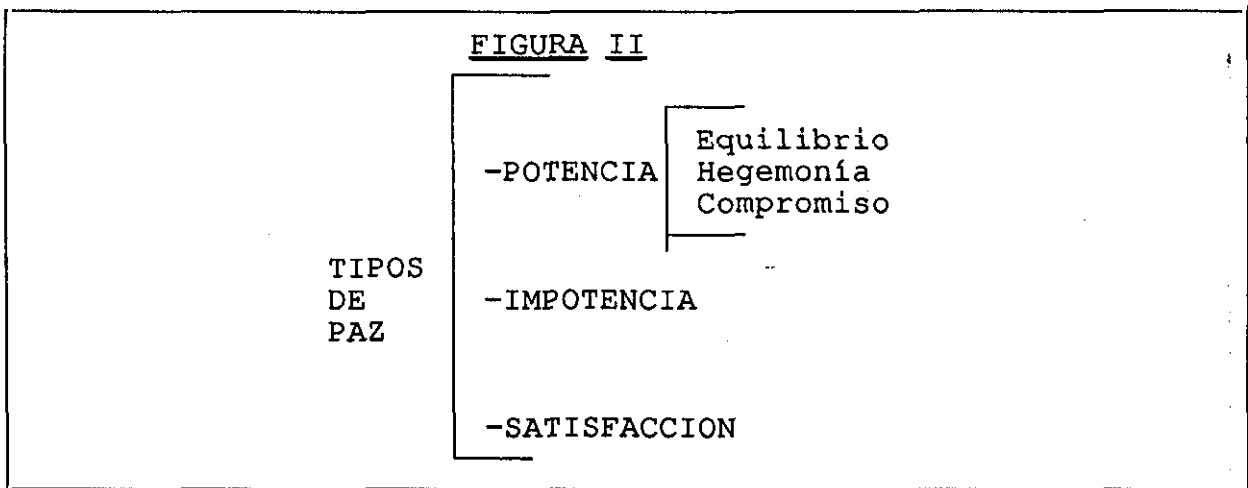 FIGURA II
Equilibrio
-POTENCIA Hegemonía
Compromiso
TIPOS
DE -IMPOTENCIA
PAZ
-SATISFACCION